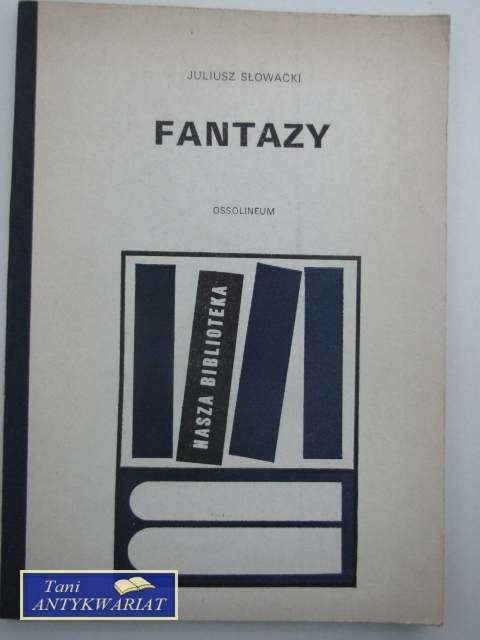 JULIUSZ SŁOWACKI
FANTAZY
OSSOLINEUM
NASZA BIBLIOTEKA
Tani
ANTYKWARIAT